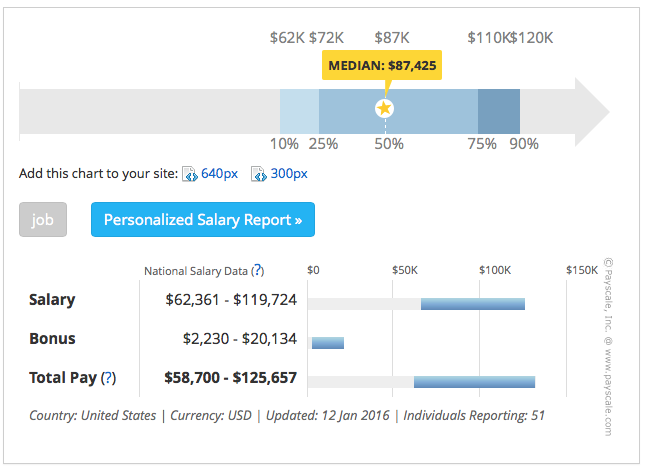 $62K $72K $87K $110K $120K
MEDIAN: $87,425
10% 25% 50% 75% 90%
Add this chart to your site: 640px 300px
job Personalized Salary Report »
National Salary Data (?) $0 $50K $100K $150K
Salary $62,361 - $119,724
Bonus $2,230 - $20,134
Total Pay (?) $58,700 - $125,657
Country: United States | Currency: USD | Updated: 12 Jan 2016 | Individuals Reporting: 51
© Payscale, Inc. @ www.payscale.com